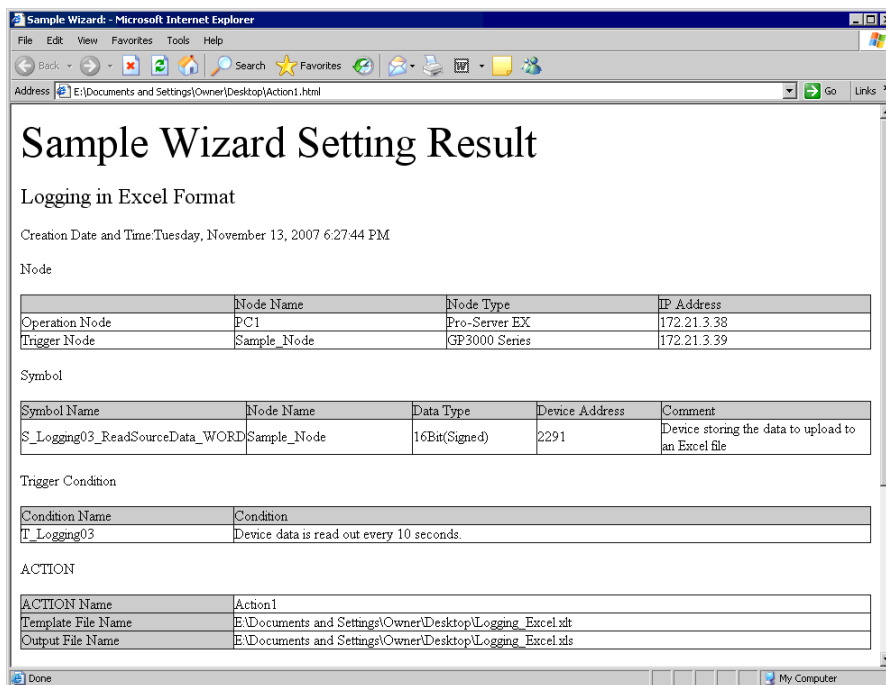 Sample Wizard: - Microsoft Internet Explorer
File Edit View Favorites Tools Help
Back Search Favorites
Address E:\Documents and Settings\Owner\Desktop\Action1.html Go Links
Sample Wizard Setting Result
Logging in Excel Format
Creation Date and Time:Tuesday, November 13, 2007 6:27:44 PM
Node
Node Name Node Type IP Address
Operation Node PC1 Pro-Server EX 172.21.3.38
Trigger Node Sample_Node GP3000 Series 172.21.3.39
Symbol
Symbol Name Node Name Data Type Device Address Comment
S_Logging03_ReadSourceData_WORD Sample_Node 16Bit(Signed) 2291 Device storing the data to upload to
an Excel file
Trigger Condition
Condition Name Condition
T_Logging03 Device data is read out every 10 seconds.
ACTION
ACTION Name Action1
Template File Name E:\Documents and Settings\Owner\Desktop\Logging_Excel.xlt
Output File Name E:\Documents and Settings\Owner\Desktop\Logging_Excel.xls
Done My Computer